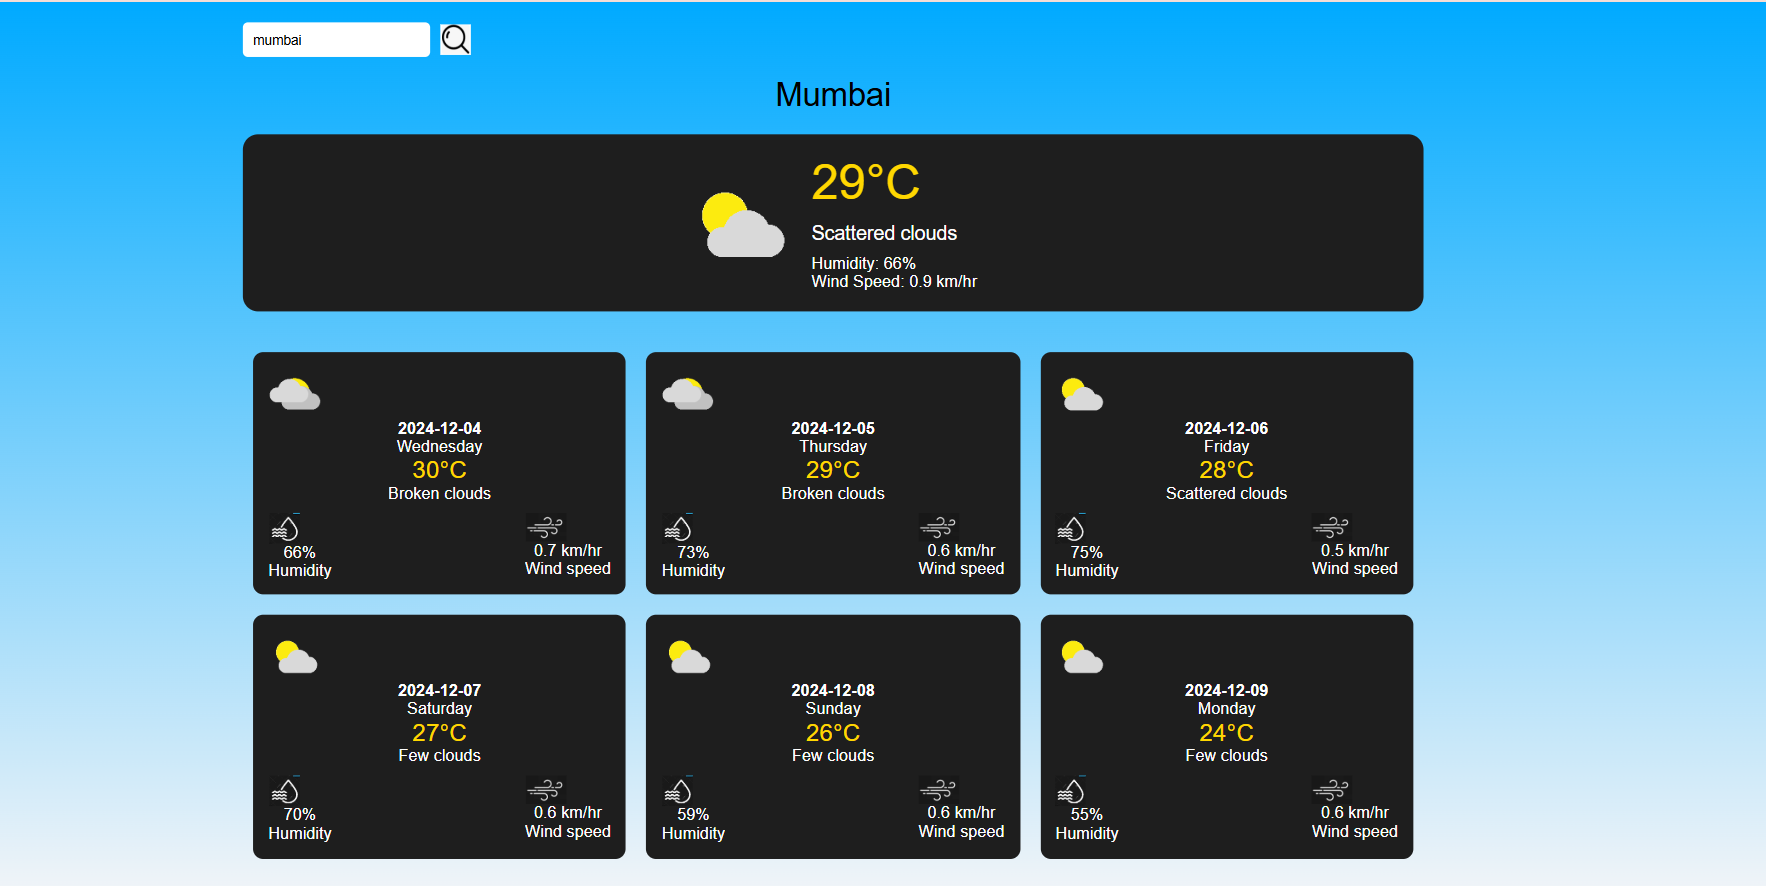 mumbai
Mumbai
29°C
Scattered clouds
Humidity: 66%
Wind Speed: 0.9 km/hr
2024-12-04
Wednesday
30°C
Broken clouds
66%
Humidity
0.7 km/hr
Wind speed
2024-12-05
Thursday
29°C
Broken clouds
73%
Humidity
0.6 km/hr
Wind speed
2024-12-06
Friday
28°C
Scattered clouds
75%
Humidity
0.5 km/hr
Wind speed
2024-12-07
Saturday
27°C
Few clouds
70%
Humidity
0.6 km/hr
Wind speed
2024-12-08
Sunday
26°C
Few clouds
59%
Humidity
0.6 km/hr
Wind speed
2024-12-09
Monday
24°C
Few clouds
55%
Humidity
0.6 km/hr
Wind speed